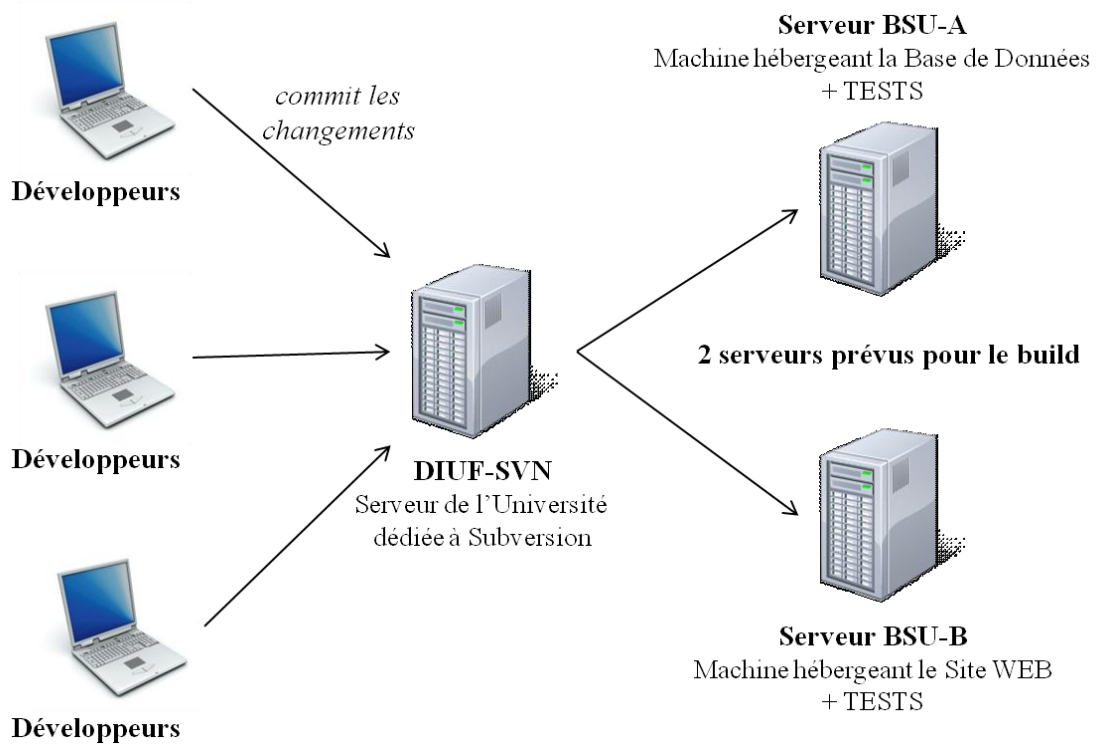 Serveur BSU-A
Machine hébergeant la Base de Données
+ TESTS
commit les
changements
Développeurs
2 serveurs prévus pour le build
Développeurs
DIUF-SVN
Serveur de l'Université
dédiée à Subversion
Serveur BSU-B
Machine hébergeant le Site WEB
+ TESTS
Développeurs